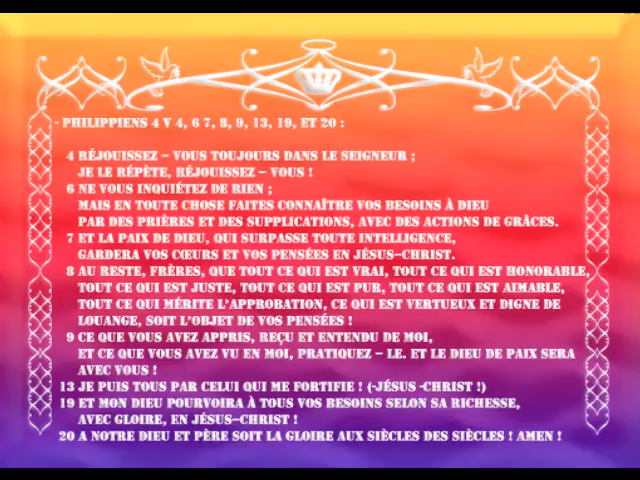 - PHILIPPIENS 4 V 4, 6 7, 8, 9, 13, 19, ET 20 :
4 RÉJOUISSEZ – VOUS TOUJOURS DANS LE SEIGNEUR ;
JE LE RÉPÈTE, RÉJOUISSEZ – VOUS !
6 NE VOUS INQUIÉTEZ DE RIEN ;
MAIS EN TOUTE CHOSE FAITES CONNAÎTRE VOS BESOINS À DIEU
PAR DES PRIÈRES ET DES SUPPLICATIONS, AVEC DES ACTIONS DE GRÂCES.
7 ET LA PAIX DE DIEU, QUI SURPASSE TOUTE INTELLIGENCE,
GARDERA VOS CŒURS ET VOS PENSÉES EN JÉSUS–CHRIST.
8 AU RESTE, FRÈRES, QUE TOUT CE QUI EST VRAI, TOUT CE QUI EST HONORABLE,
TOUT CE QUI EST JUSTE, TOUT CE QUI EST PUR, TOUT CE QUI EST AIMABLE,
TOUT CE QUI MÉRITE L'APPROBATION, CE QUI EST VERTUEUX ET DIGNE DE
LOUANGE, SOIT L'OBJET DE VOS PENSÉES !
9 CE QUE VOUS AVEZ APPRIS, REÇU ET ENTENDU DE MOI,
ET CE QUE VOUS AVEZ VU EN MOI, PRATIQUEZ – LE. ET LE DIEU DE PAIX SERA
AVEC VOUS !
13 JE PUIS TOUS PAR CELUI QUI ME FORTIFIE ! (-JÉSUS -CHRIST !)
19 ET MON DIEU POURVOIRA À TOUS VOS BESOINS SELON SA RICHESSE,
AVEC GLOIRE, EN JÉSUS–CHRIST !
20 A NOTRE DIEU ET PÈRE SOIT LA GLOIRE AUX SIÈCLES DES SIÈCLES ! AMEN !